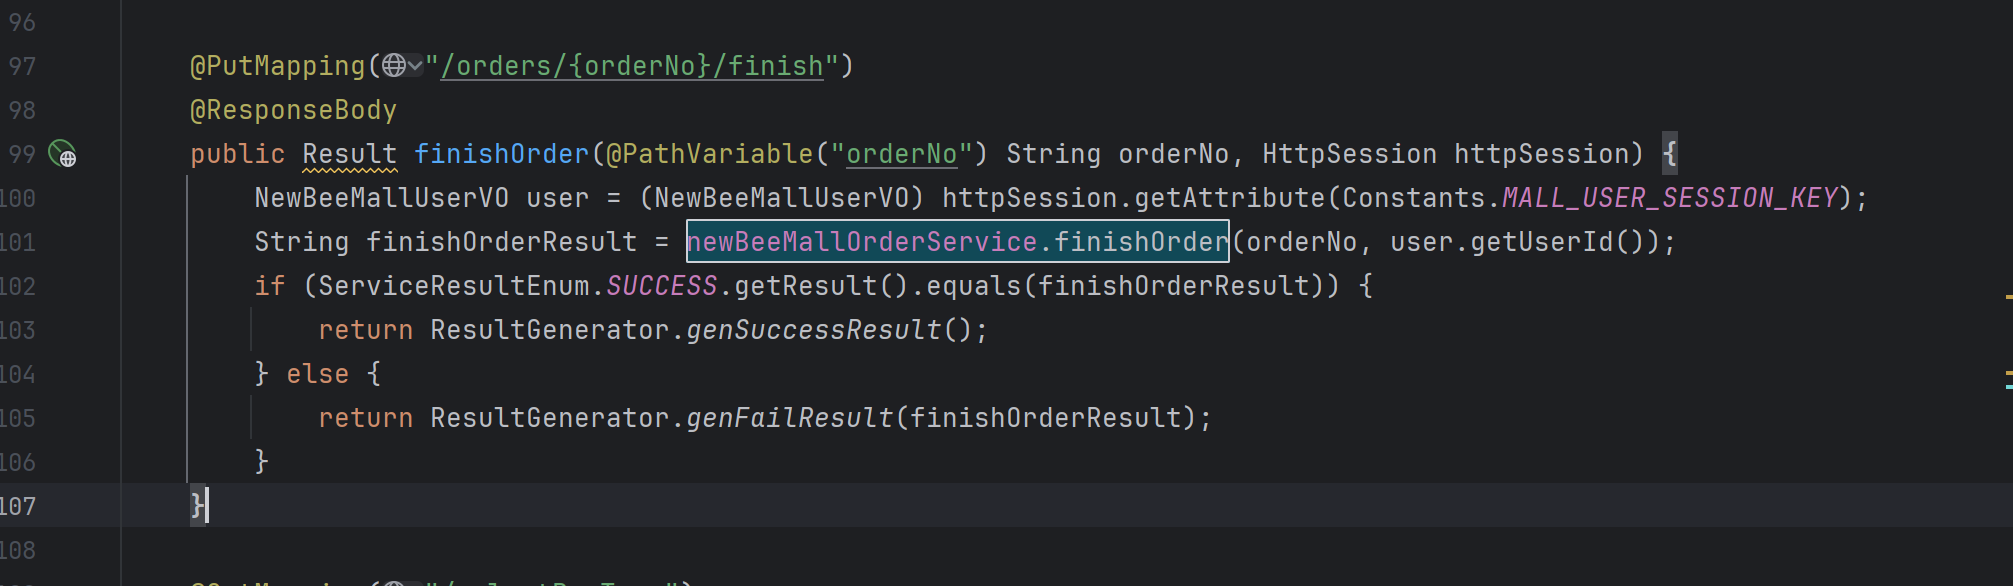 96
97 @PutMapping("/orders/{orderNo}/finish")
98 @ResponseBody
99 public Result finishOrder(@PathVariable("orderNo") String orderNo, HttpSession httpSession) {
100 NewBeeMallUserVO user = (NewBeeMallUserVO) httpSession.getAttribute(Constants.MALL_USER_SESSION_KEY);
101 String finishOrderResult = newBeeMallOrderService.finishOrder(orderNo, user.getUserId());
102 if (ServiceResultEnum.SUCCESS.getResult().equals(finishOrderResult)) {
103 return ResultGenerator.genSuccessResult();
104 } else {
105 return ResultGenerator.genFailResult(finishOrderResult);
106 }
107 }
108